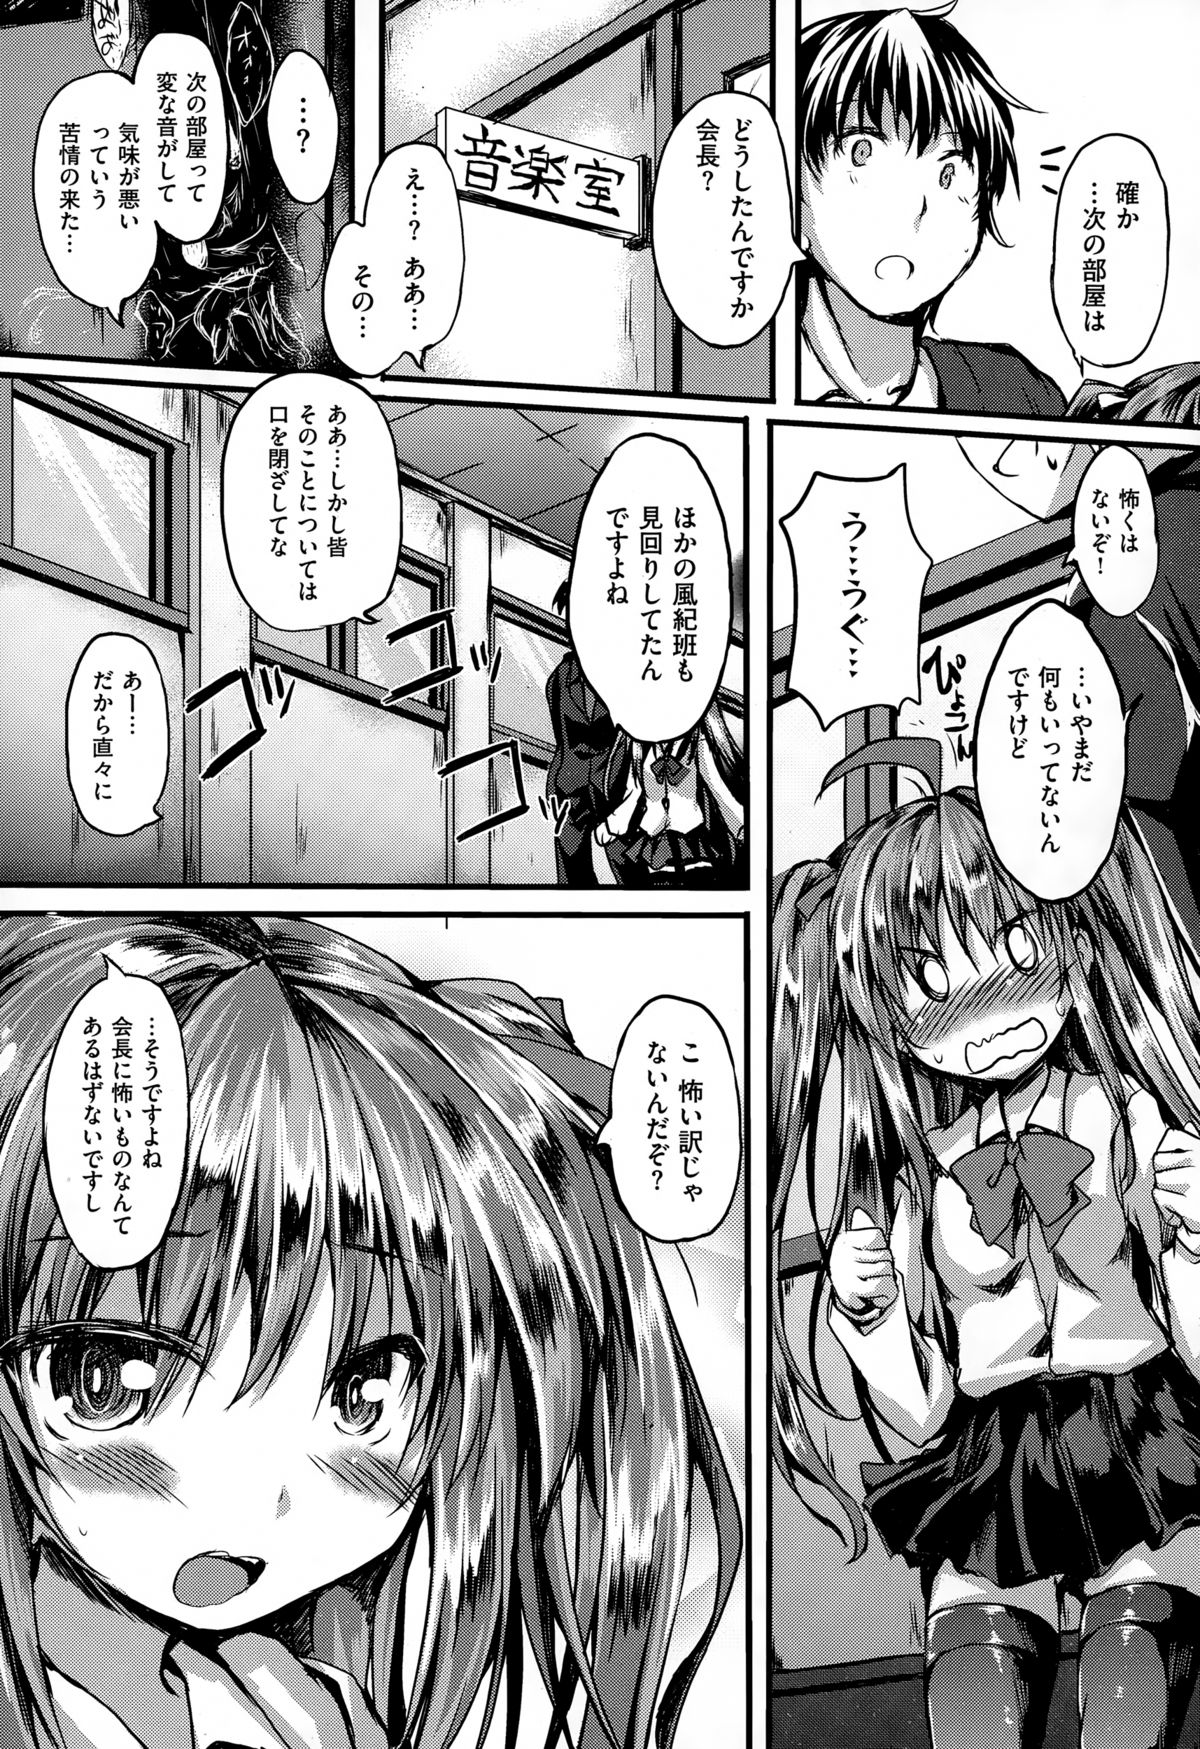 確か
…次の部屋は
どうしたんですか
会長?
音楽室
え…? ああ…
その…
…?
次の部屋って
変な音がして
気味が悪い
っていう
苦情の来た…
オォォ…
怖くは
ないぞ!
…いやまだ
何もいってないん
ですけど
う……うぐ……
ぴょこん
ほかの風紀班も
見回りしてたん
ですよね
ああ…しかし皆
そのことについては
口を閉ざしてな
あー…
だから直々に
ゴゴゴ
こ 怖い訳じゃ
ないんだぞ?
…そうですよね
会長に怖いものなんて
あるはずないですし